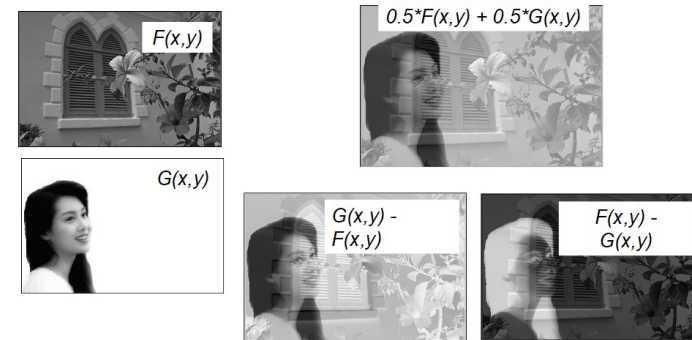 F(x,y)
0.5*F(x,y) + 0.5*G(x,y)
G(x,y)
G(x,y) -
F(x,y)
F(x,y) -
G(x,y)